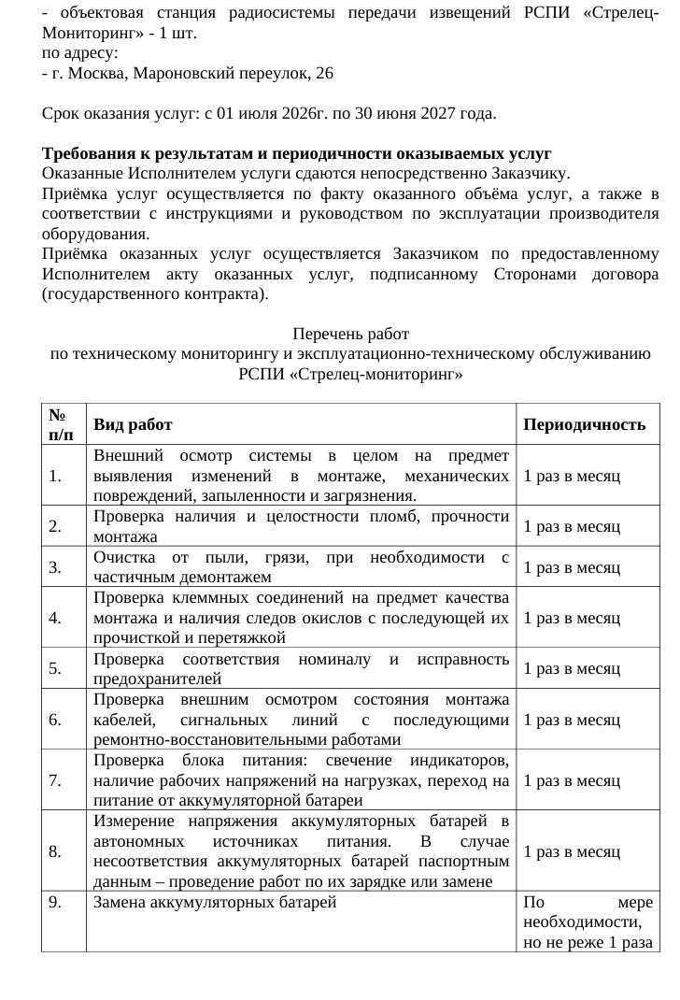 - объектовая станция радиосистемы передачи извещений РСПИ «Стрелец-
Мониторинг» - 1 шт.
по адресу:
- г. Москва, Мароновский переулок, 26
Срок оказания услуг: с 01 июля 2026г. по 30 июня 2027 года.
Требования к результатам и периодичности оказываемых услуг
Оказанные Исполнителем услуги сдаются непосредственно Заказчику.
Приёмка услуг осуществляется по факту оказанного объёма услуг, а также в
соответствии с инструкциями и руководством по эксплуатации производителя
оборудования.
Приёмка оказанных услуг осуществляется Заказчиком по предоставленному
Исполнителем акту оказанных услуг, подписанному Сторонами договора
(государственного контракта).
Перечень работ
по техническому мониторингу и эксплуатационно-техническому обслуживанию
РСПИ «Стрелец-мониторинг»
№
п/п
Вид работ
Периодичность
1.
Внешний осмотр системы в целом на предмет
выявления изменений в монтаже, механических
повреждений, запыленности и загрязнения.
1 раз в месяц
2.
Проверка наличия и целостности пломб, прочности
монтажа
1 раз в месяц
3.
Очистка от пыли, грязи, при необходимости с
частичным демонтажем
1 раз в месяц
4.
Проверка клеммных соединений на предмет качества
монтажа и наличия следов окислов с последующей их
прочисткой и перетяжкой
1 раз в месяц
5.
Проверка соответствия номиналу и исправность
предохранителей
1 раз в месяц
6.
Проверка внешним осмотром состояния монтажа
кабелей, сигнальных линий с последующими
ремонтно-восстановительными работами
1 раз в месяц
7.
Проверка блока питания: свечение индикаторов,
наличие рабочих напряжений на нагрузках, переход на
питание от аккумуляторной батареи
1 раз в месяц
8.
Измерение напряжения аккумуляторных батарей в
автономных источниках питания. В случае
несоответствия аккумуляторных батарей паспортным
данным – проведение работ по их зарядке или замене
1 раз в месяц
9.
Замена аккумуляторных батарей
По мере
необходимости,
но не реже 1 раза